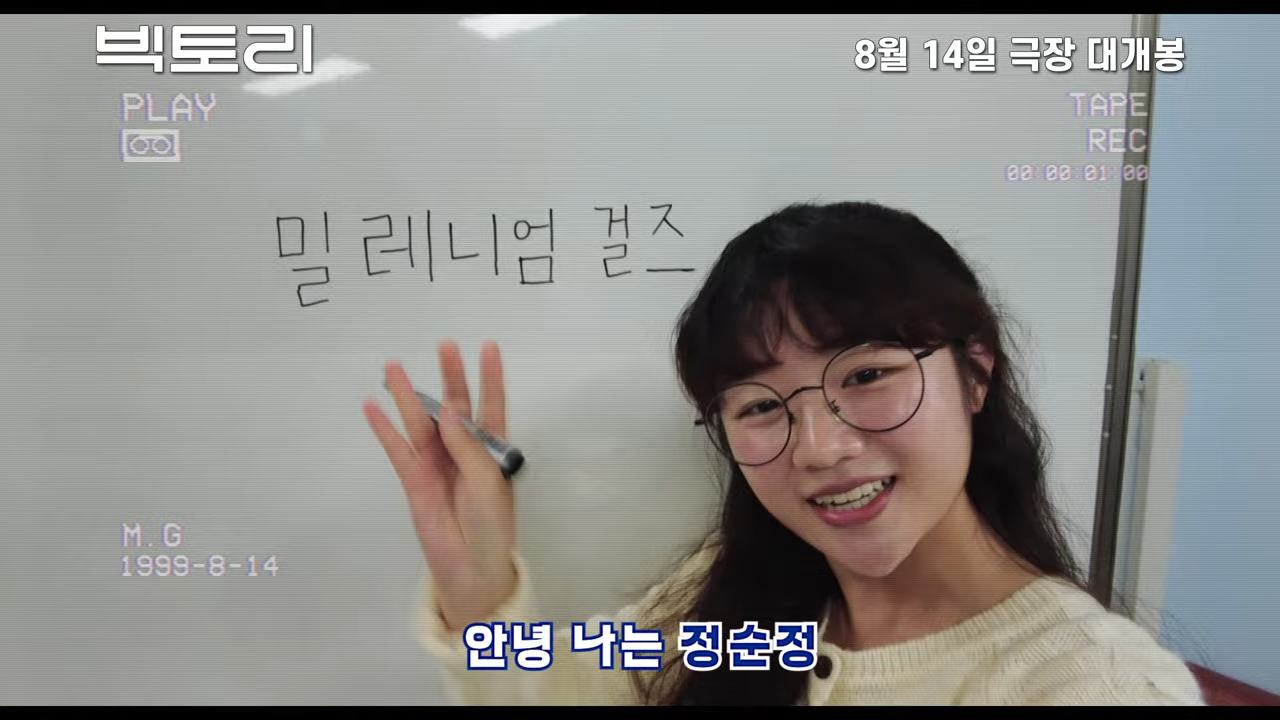 빅토리
8월 14일 극장 대개봉
PLAY
TAPE
REC
00:00:01:00
밀레니엄 걸즈
M.G
1999-8-14
안녕 나는 정순정